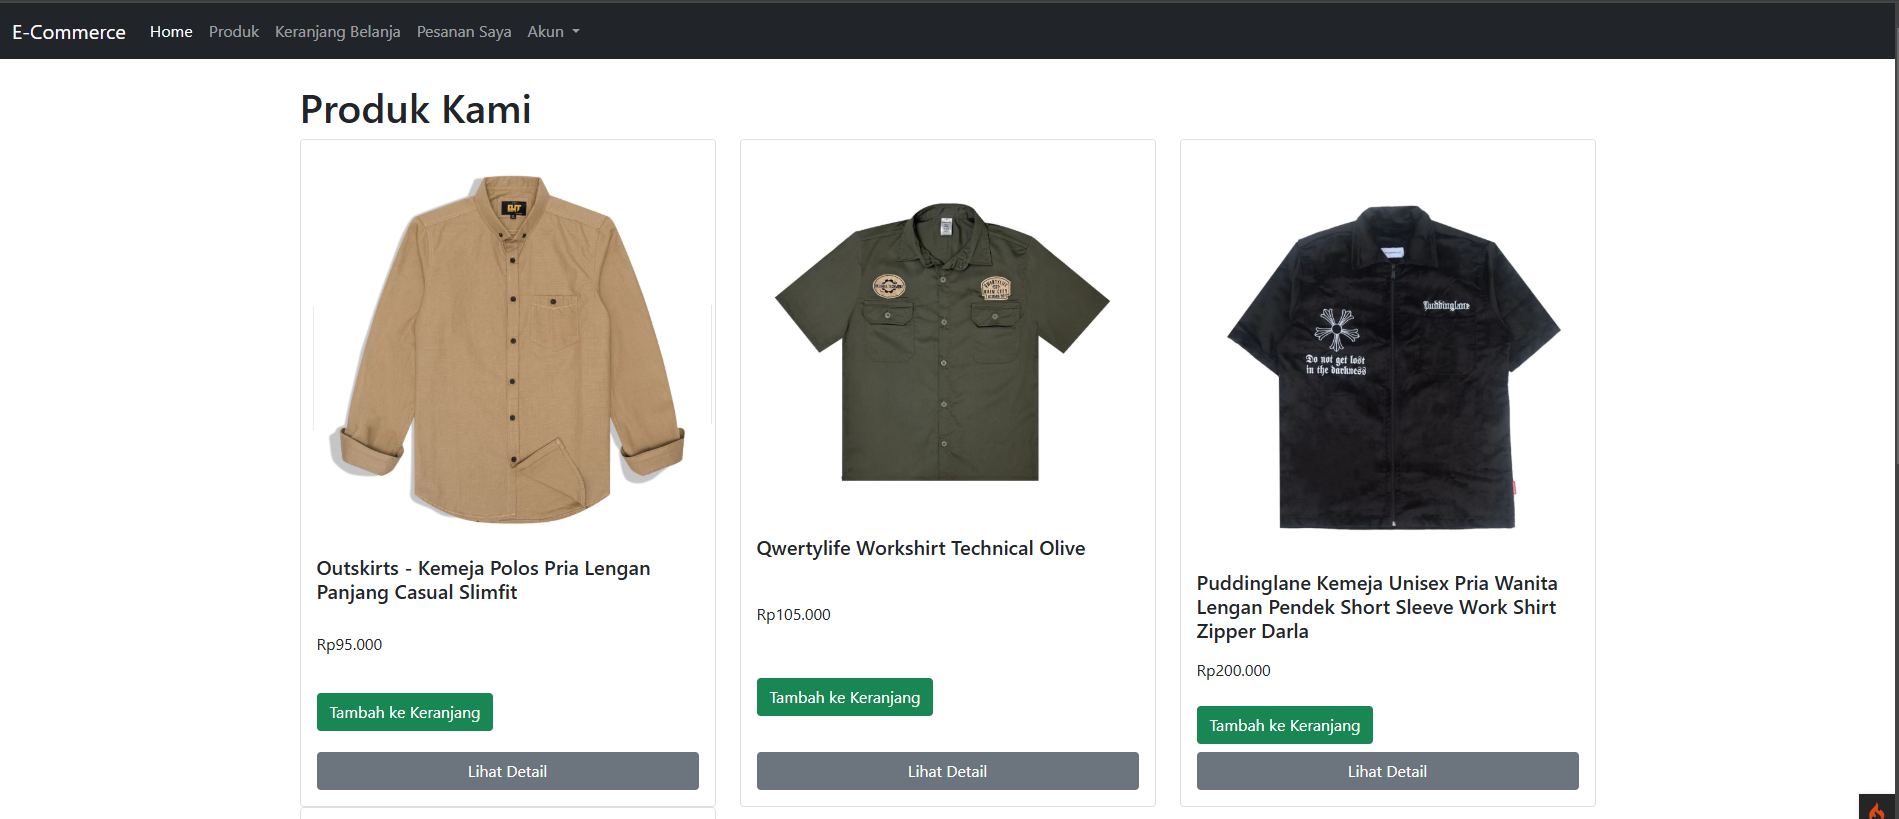 E-Commerce Home Produk Keranjang Belanja Pesanan Saya Akun
Produk Kami
Outskirts - Kemeja Polos Pria Lengan
Panjang Casual Slimfit
Rp95.000
Tambah ke Keranjang
Lihat Detail
Qwertylife Workshirt Technical Olive
Rp105.000
Tambah ke Keranjang
Lihat Detail
Puddinglane
Do not get lost
in the darkness
Puddinglane Kemeja Unisex Pria Wanita
Lengan Pendek Short Sleeve Work Shirt
Zipper Darla
Rp200.000
Tambah ke Keranjang
Lihat Detail